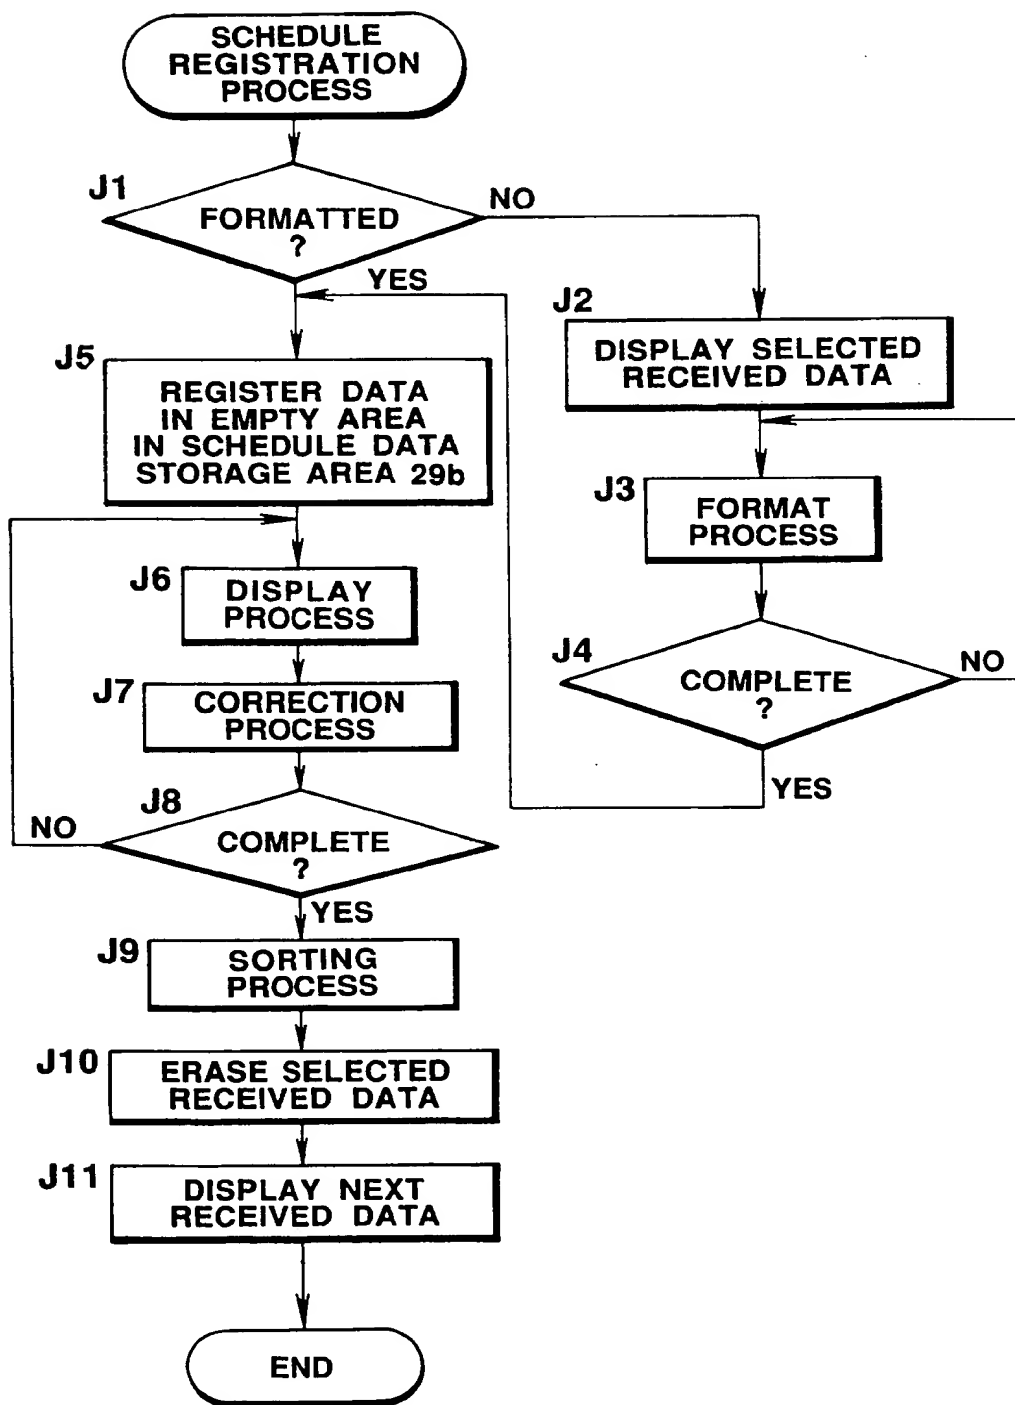 SCHEDULE
REGISTRATION
PROCESS
J1
FORMATTED
?
NO
YES
J2
DISPLAY SELECTED
RECEIVED DATA
J3
FORMAT
PROCESS
J4
COMPLETE
?
NO
YES
J5
REGISTER DATA
IN EMPTY AREA
IN SCHEDULE DATA
STORAGE AREA 29b
J6
DISPLAY
PROCESS
J7
CORRECTION
PROCESS
J8
COMPLETE
?
NO
YES
J9
SORTING
PROCESS
J10
ERASE SELECTED
RECEIVED DATA
J11
DISPLAY NEXT
RECEIVED DATA
END